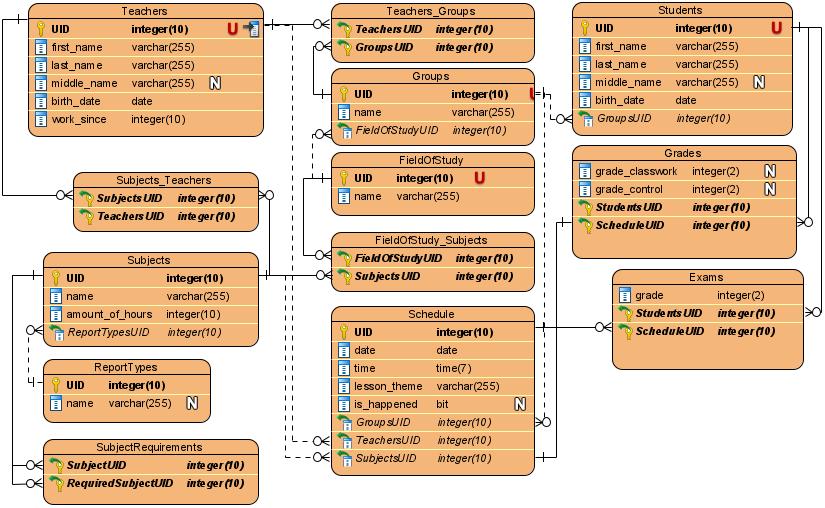 Teachers
UID integer(10) U
first_name varchar(255)
last_name varchar(255)
middle_name varchar(255) N
birth_date date
work_since integer(10)
Teachers_Groups
TeachersUID integer(10)
GroupsUID integer(10)
Students
UID integer(10) U
first_name varchar(255)
last_name varchar(255)
middle_name varchar(255) N
birth_date date
GroupsUID integer(10)
Groups
UID integer(10) U
name varchar(255)
FieldOfStudyUID integer(10)
Subjects_Teachers
SubjectsUID integer(10)
TeachersUID integer(10)
FieldOfStudy
UID integer(10) U
name varchar(255)
Grades
grade_classwork integer(2) N
grade_control integer(2) N
StudentsUID integer(10)
ScheduleUID integer(10)
Subjects
UID integer(10)
name varchar(255)
amount_of_hours integer(10)
ReportTypesUID integer(10)
FieldOfStudy_Subjects
FieldOfStudyUID integer(10)
SubjectsUID integer(10)
Exams
grade integer(2)
StudentsUID integer(10)
ScheduleUID integer(10)
Schedule
UID integer(10)
date date
time time(7)
lesson_theme varchar(255)
is_happened bit N
GroupsUID integer(10)
TeachersUID integer(10)
SubjectsUID integer(10)
ReportTypes
UID integer(10)
name varchar(255) N
SubjectRequirements
SubjectUID integer(10)
RequiredSubjectUID integer(10)